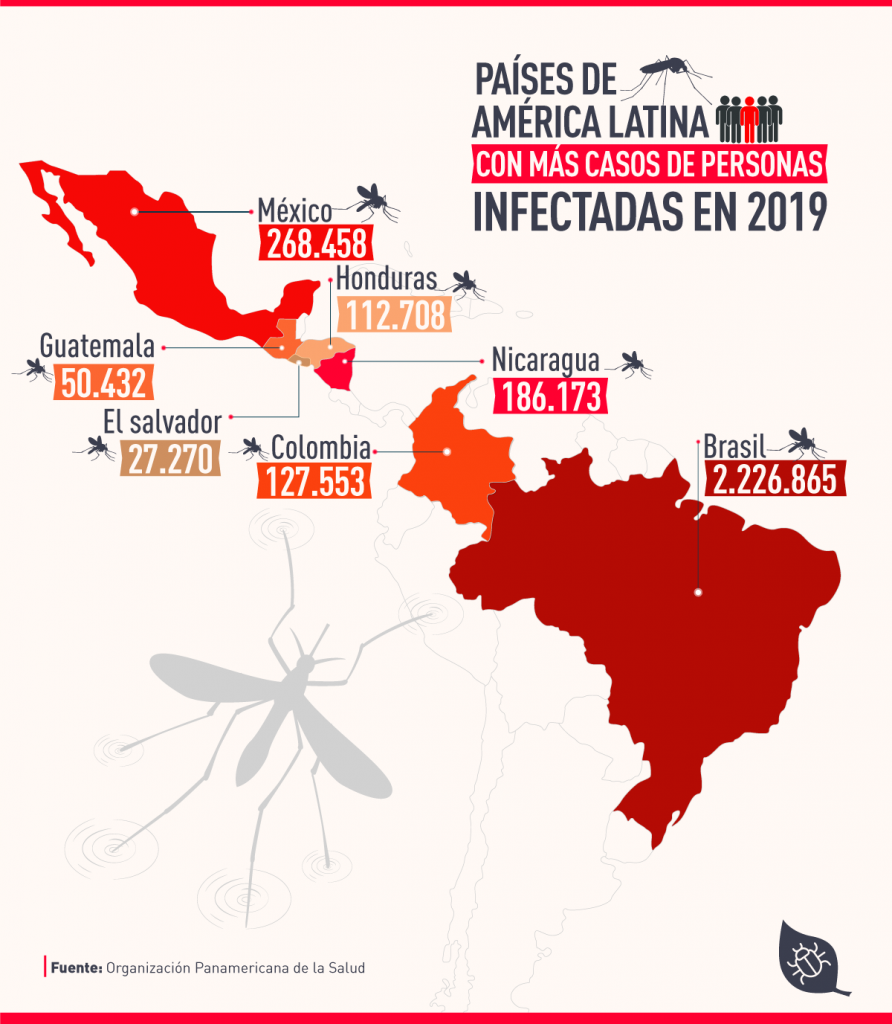 PAÍSES DE
AMÉRICA LATINA
CON MÁS CASOS DE PERSONAS
INFECTADAS EN 2019
México
268.458
Honduras
112.708
Guatemala
50.432
Nicaragua
186.173
El salvador
27.270
Colombia
127.553
Brasil
2.226.865
Fuente: Organización Panamericana de la Salud